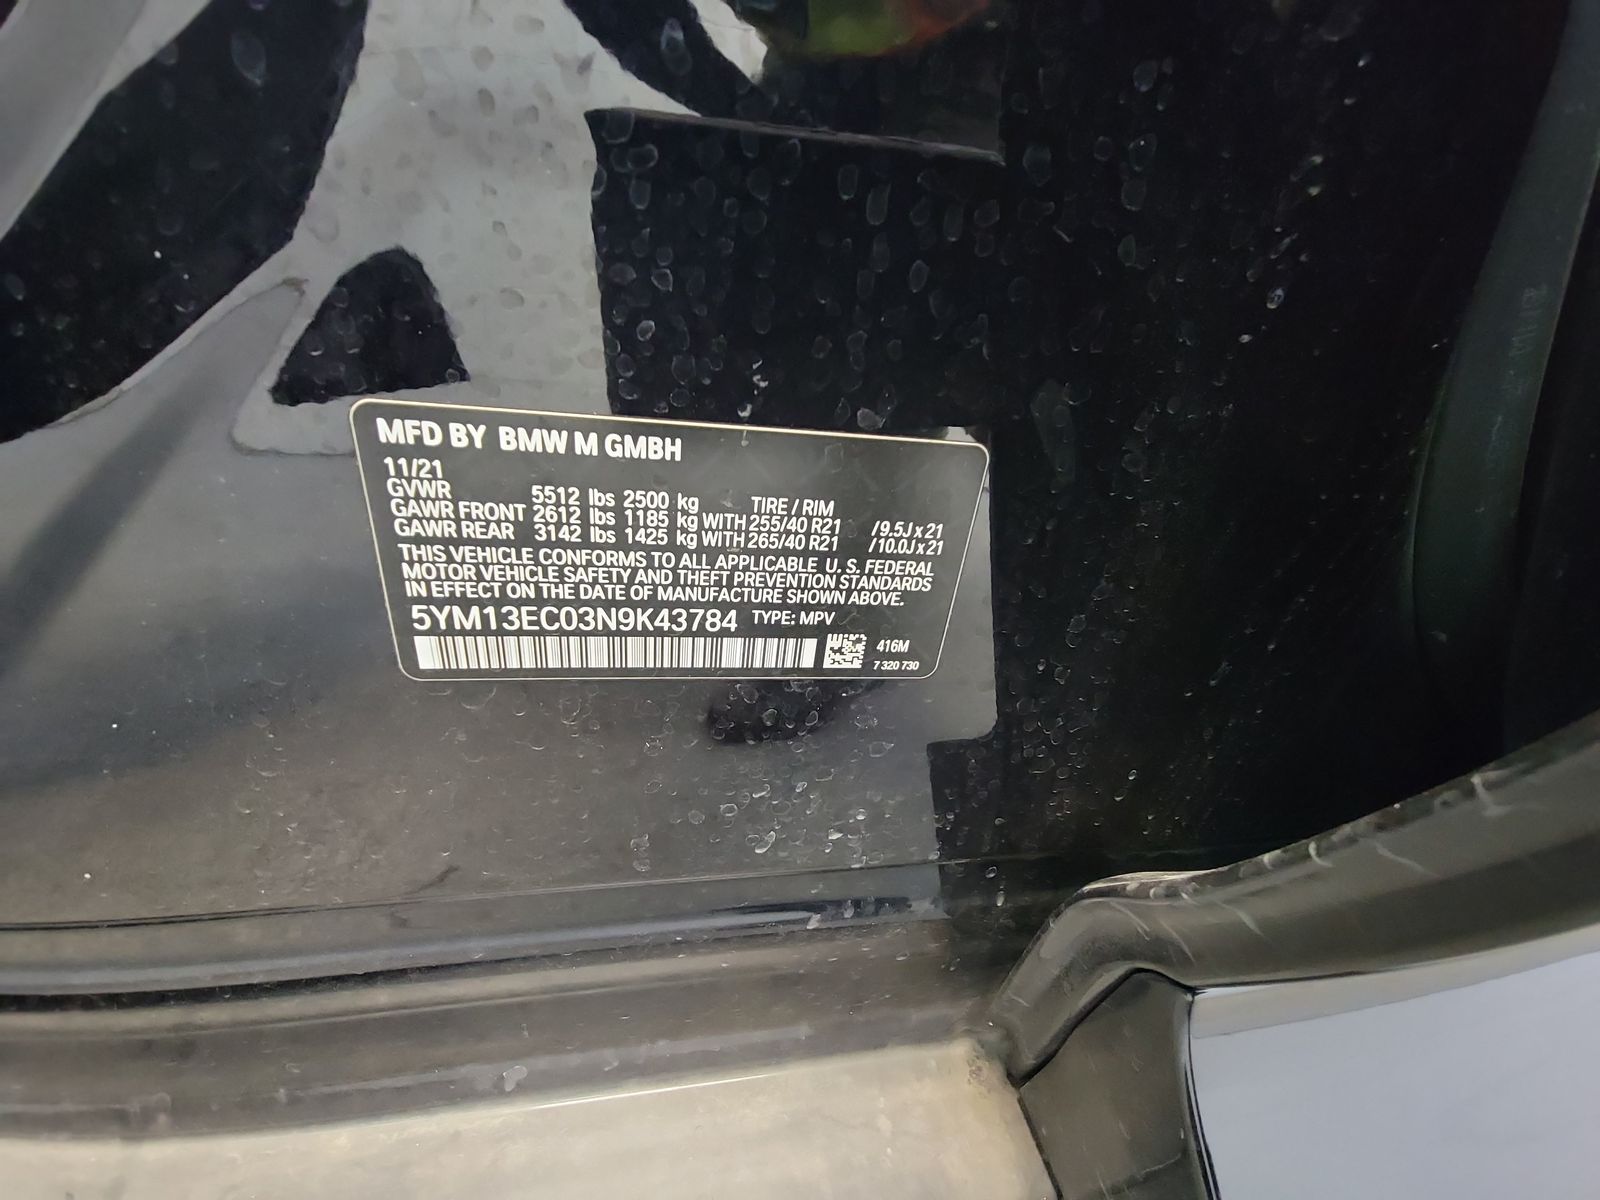 MFD BY BMW M GMBH
11/21
GVWR 5512 lbs 2500 kg TIRE / RIM
GAWR FRONT 2612 lbs 1185 kg WITH 255/40 R21 /9.5J x 21
GAWR REAR 3142 lbs 1425 kg WITH 265/40 R21 /10.0J x 21
THIS VEHICLE CONFORMS TO ALL APPLICABLE U. S. FEDERAL
MOTOR VEHICLE SAFETY AND THEFT PREVENTION STANDARDS
IN EFFECT ON THE DATE OF MANUFACTURE SHOWN ABOVE.
5YM13EC03N9K43784 TYPE: MPV
416M
7 320 730